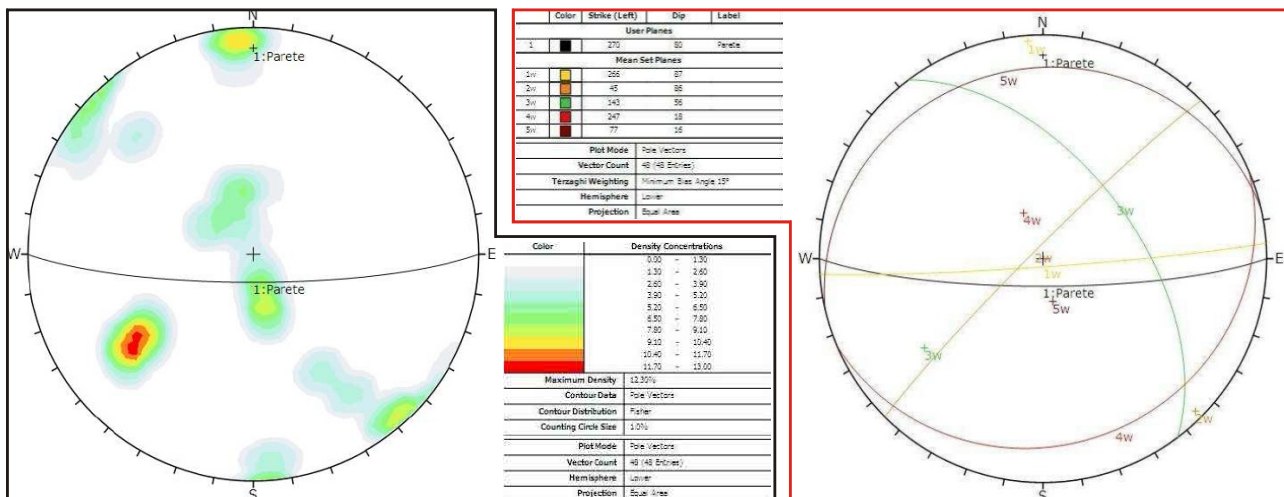 N
1:Parete
W
E
1:Parete
S
Color Strike (Left) Dip Label
User Planes
1 270 80 Parete
Mean Set Planes
1w 266 87
2w 45 86
3w 143 56
4w 247 18
5w 77 16
Plot Mode Pole Vectors
Vector Count 48 (48 Entries)
Terzaghi Weighting Minimum Bias Angle 15°
Hemisphere Lower
Projection Equal Area
Color Density Concentrations
0.00 - 1.30
1.30 - 2.60
2.60 - 3.90
3.90 - 5.20
5.20 - 6.50
6.50 - 7.80
7.80 - 9.10
9.10 - 10.40
10.40 - 11.70
11.70 - 13.00
Maximum Density 12.30%
Contour Data Pole Vectors
Contour Distribution Fisher
Counting Circle Size 1.0%
Plot Mode Pole Vectors
Vector Count 48 (48 Entries)
Hemisphere Lower
Projection Equal Area
N
1w
1:Parete
5w
3w
4w
W
2w
E
1w
1:Parete
5w
3w
2w
4w
S